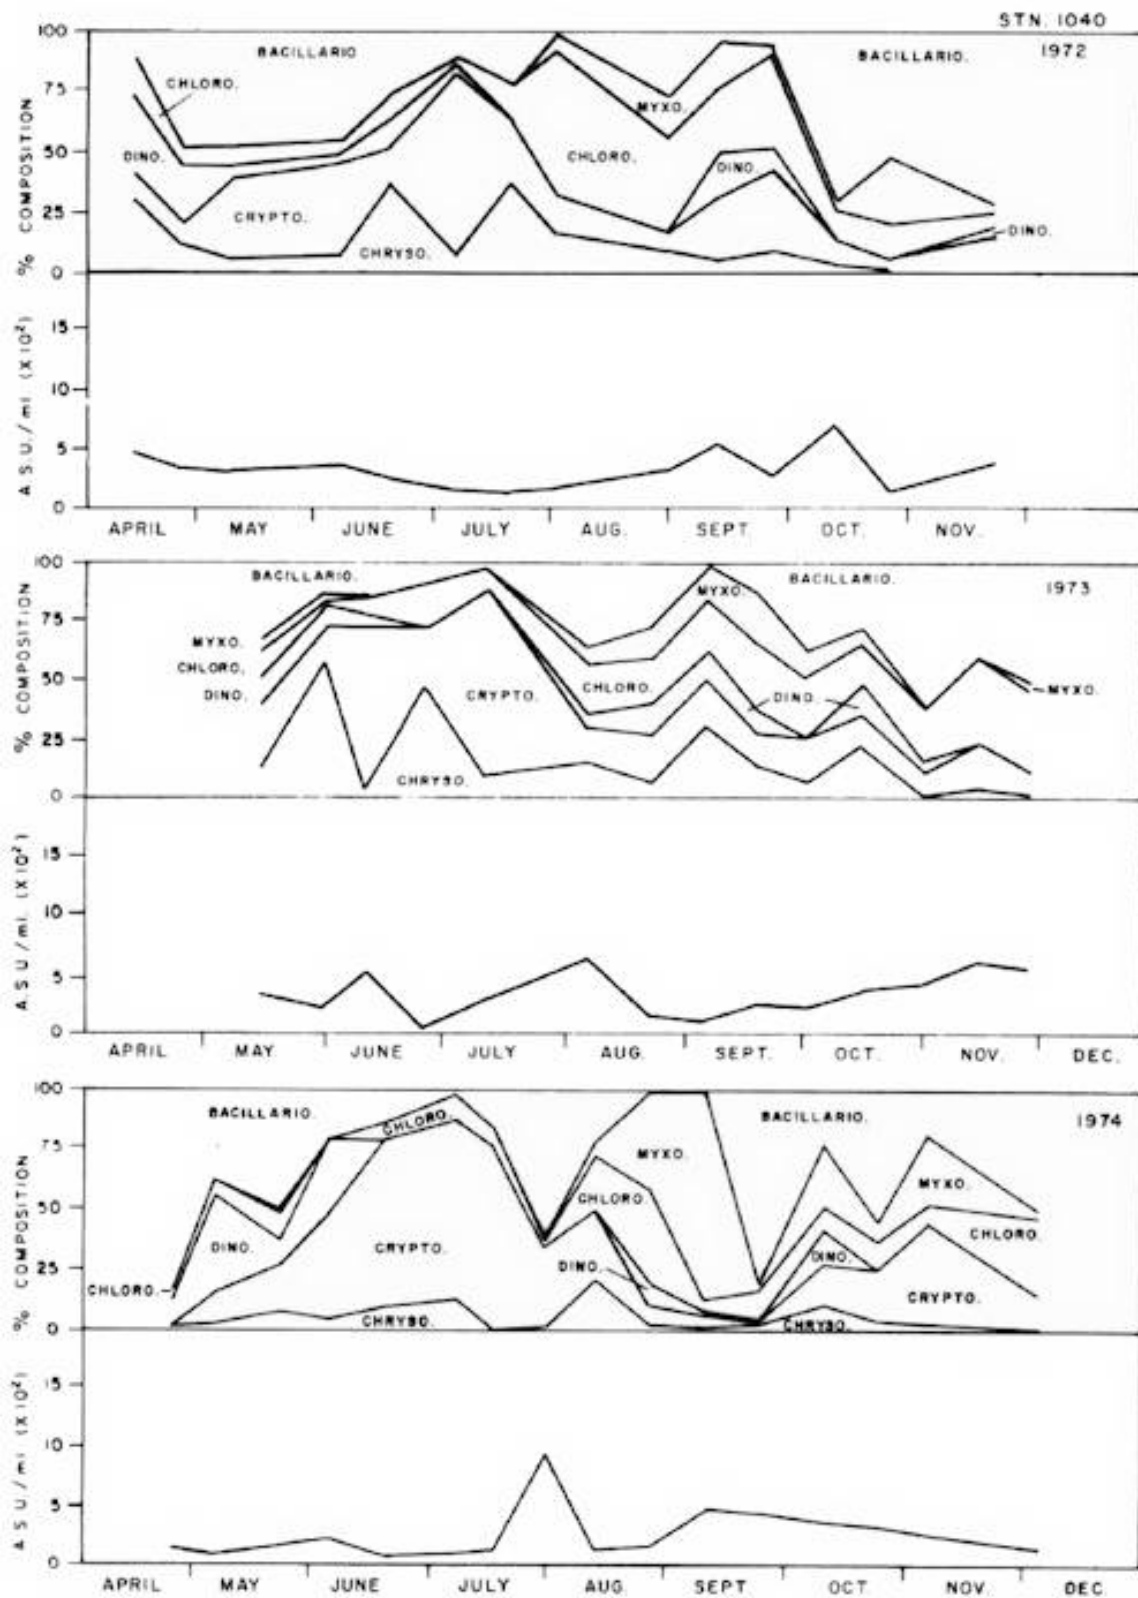 STN. 1040
1972
100
75
50
25
0
% COMPOSITION
BACILLARIO
BACILLARIO.
CHLORO.
MYXO.
DINO.
CHLORO.
DINO.
CRYPTO.
CHRYSO.
DINO.
15
10
5
0
A.S.U./ml. (X10²)
APRIL MAY JUNE JULY AUG. SEPT. OCT. NOV.
1973
100
75
50
25
0
% COMPOSITION
BACILLARIO.
BACILLARIO.
MYXO.
MYXO.
CHLORO.
CHLORO.
DINO.
CRYPTO.
DINO.
MYXO.
CHRYSO.
15
10
5
0
A.S.U/ml. (X10²)
APRIL MAY. JUNE JULY AUG. SEPT. OCT. NOV. DEC.
1974
100
75
50
25
0
% COMPOSITION
BACILLARIO.
CHLORO.
BACILLARIO.
MYXO.
MYXO.
CHLORO.
CHLORO.
DINO.
CRYPTO.
DINO.
DINO.
CHLORO.
CRYPTO.
CHRYSO.
CHRYSO.
15
10
5
0
A S U/ml (X10²)
APRIL MAY JUNE JULY AUG. SEPT. OCT. NOV. DEC.